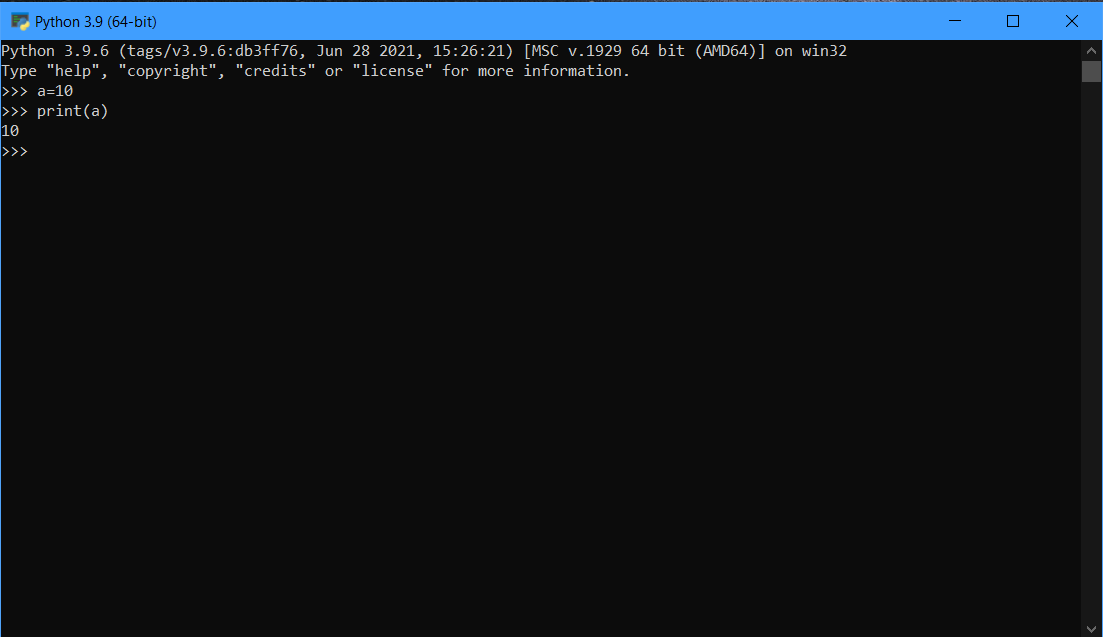 Python 3.9 (64-bit)
Python 3.9.6 (tags/v3.9.6:db3ff76, Jun 28 2021, 15:26:21) [MSC v.1929 64 bit (AMD64)] on win32
Type "help", "copyright", "credits" or "license" for more information.
>>> a=10
>>> print(a)
10
>>>